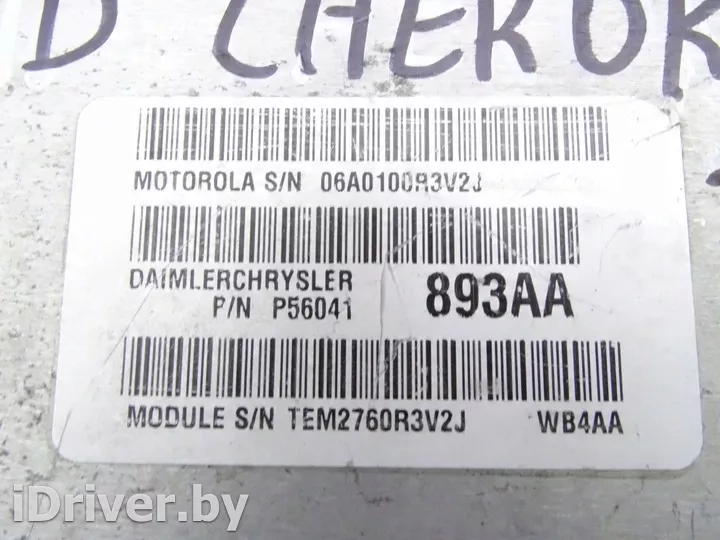 D CHEROK
MOTOROLA S/N 06A0100R3V2J
DAIMLERCHRYSLER
P/N P56041 893AA
MODULE S/N TEM2760R3V2J WB4AA
iDriver.by